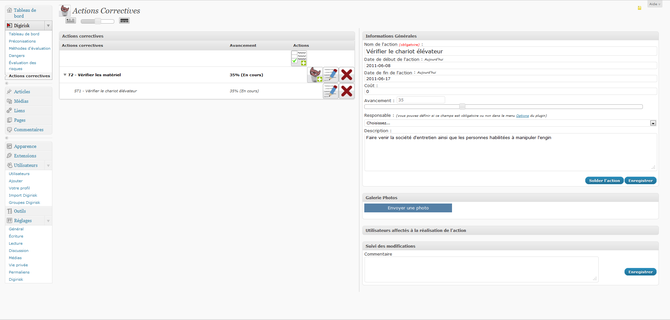 Tableau de bord
Digirisk
Tableau de bord
Préconisations
Méthodes d'évaluation
Dangers
Évaluation des risques
Actions correctives
Articles
Médias
Liens
Pages
Commentaires
Apparence
Extensions
Utilisateurs
Utilisateurs
Ajouter
Votre profil
Import Digirisk
Groupes Digirisk
Outils
Réglages
Général
Écriture
Lecture
Discussion
Médias
Vie privée
Permaliens
Digirisk
Actions Correctives
Actions correctives
Actions correctives Avancement Actions
T2 - Vérifier les matériel 35% (En cours)
ST1 - Vérifier le chariot élévateur 35% (En cours)
Aide
Informations Générales
Nom de l'action (obligatoire) :
Vérifier le chariot élévateur
Date de début de l'action : Aujourd'hui
2011-06-08
Date de fin de l'action : Aujourd'hui
2011-06-17
Coût :
0
Avancement : 35
Responsable : (vous pouvez définir si ce champs est obligatoire ou non dans le menu Options du plugin)
Choisissez...
Description :
Faire venir la société d'entretien ainsi que les personnes habilitées à manipuler l'engin
Solder l'action Enregistrer
Galerie Photos
Envoyer une photo
Utilisateurs affectés à la réalisation de l'action
Suivi des modifications
Commentaire
Enregistrer